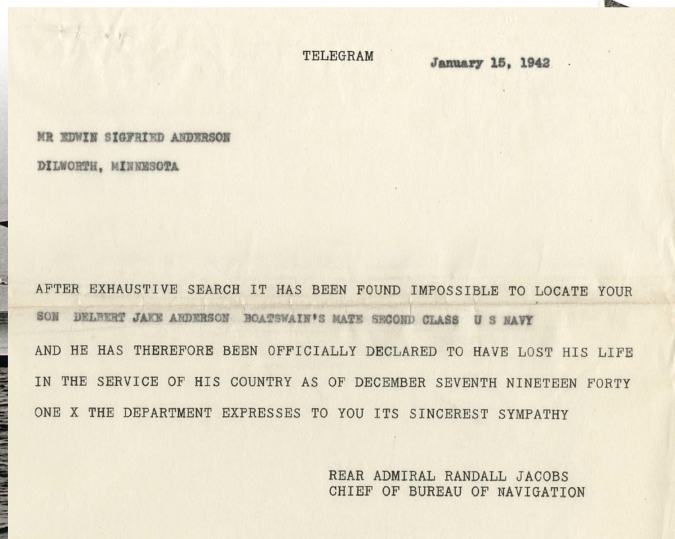 TELEGRAM January 15, 1942
MR EDWIN SIGFRIED ANDERSON
DILWORTH, MINNESOTA
AFTER EXHAUSTIVE SEARCH IT HAS BEEN FOUND IMPOSSIBLE TO LOCATE YOUR
SON DELBERT JAKE ANDERSON BOATSWAIN'S MATE SECOND CLASS U S NAVY
AND HE HAS THEREFORE BEEN OFFICIALLY DECLARED TO HAVE LOST HIS LIFE
IN THE SERVICE OF HIS COUNTRY AS OF DECEMBER SEVENTH NINETEEN FORTY
ONE X THE DEPARTMENT EXPRESSES TO YOU ITS SINCEREST SYMPATHY
REAR ADMIRAL RANDALL JACOBS
CHIEF OF BUREAU OF NAVIGATION